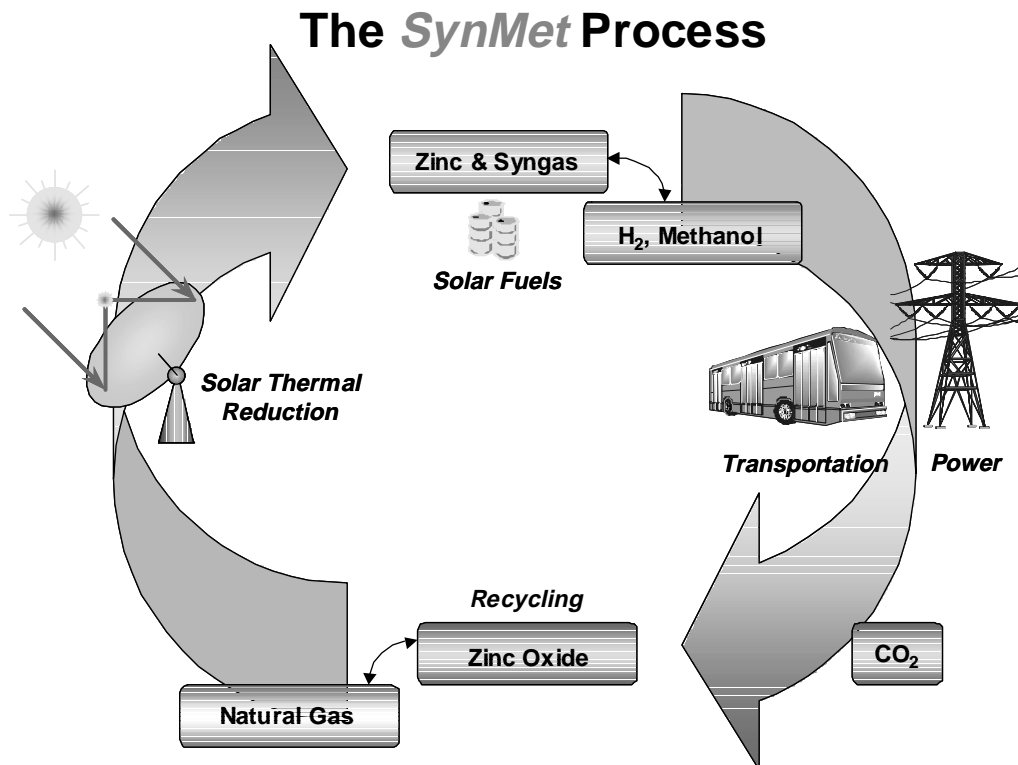 The SynMet Process
Zinc & Syngas
H₂, Methanol
Solar Fuels
Solar Thermal
Reduction
Transportation
Power
Recycling
Zinc Oxide
CO₂
Natural Gas